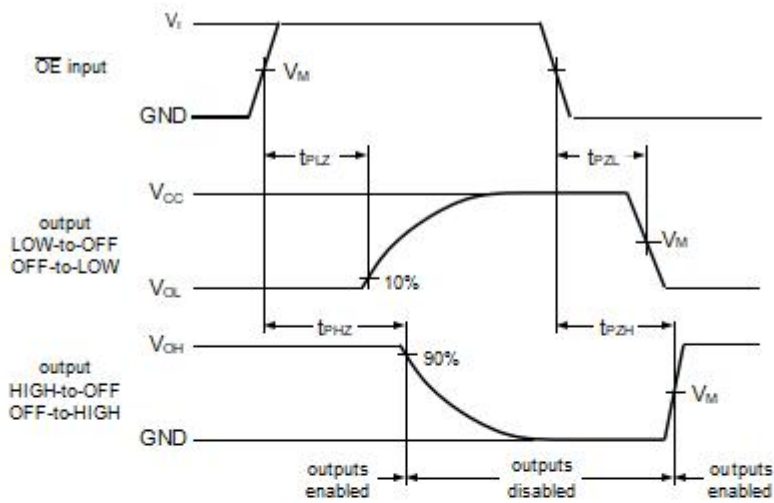 VI
OE input
VM
GND
tPLZ
tPZL
VCC
output
LOW-to-OFF
OFF-to-LOW
VM
VOL
10%
tPHZ
tPZH
VOH
90%
output
HIGH-to-OFF
OFF-to-HIGH
VM
GND
outputs
enabled
outputs
disabled
outputs
enabled